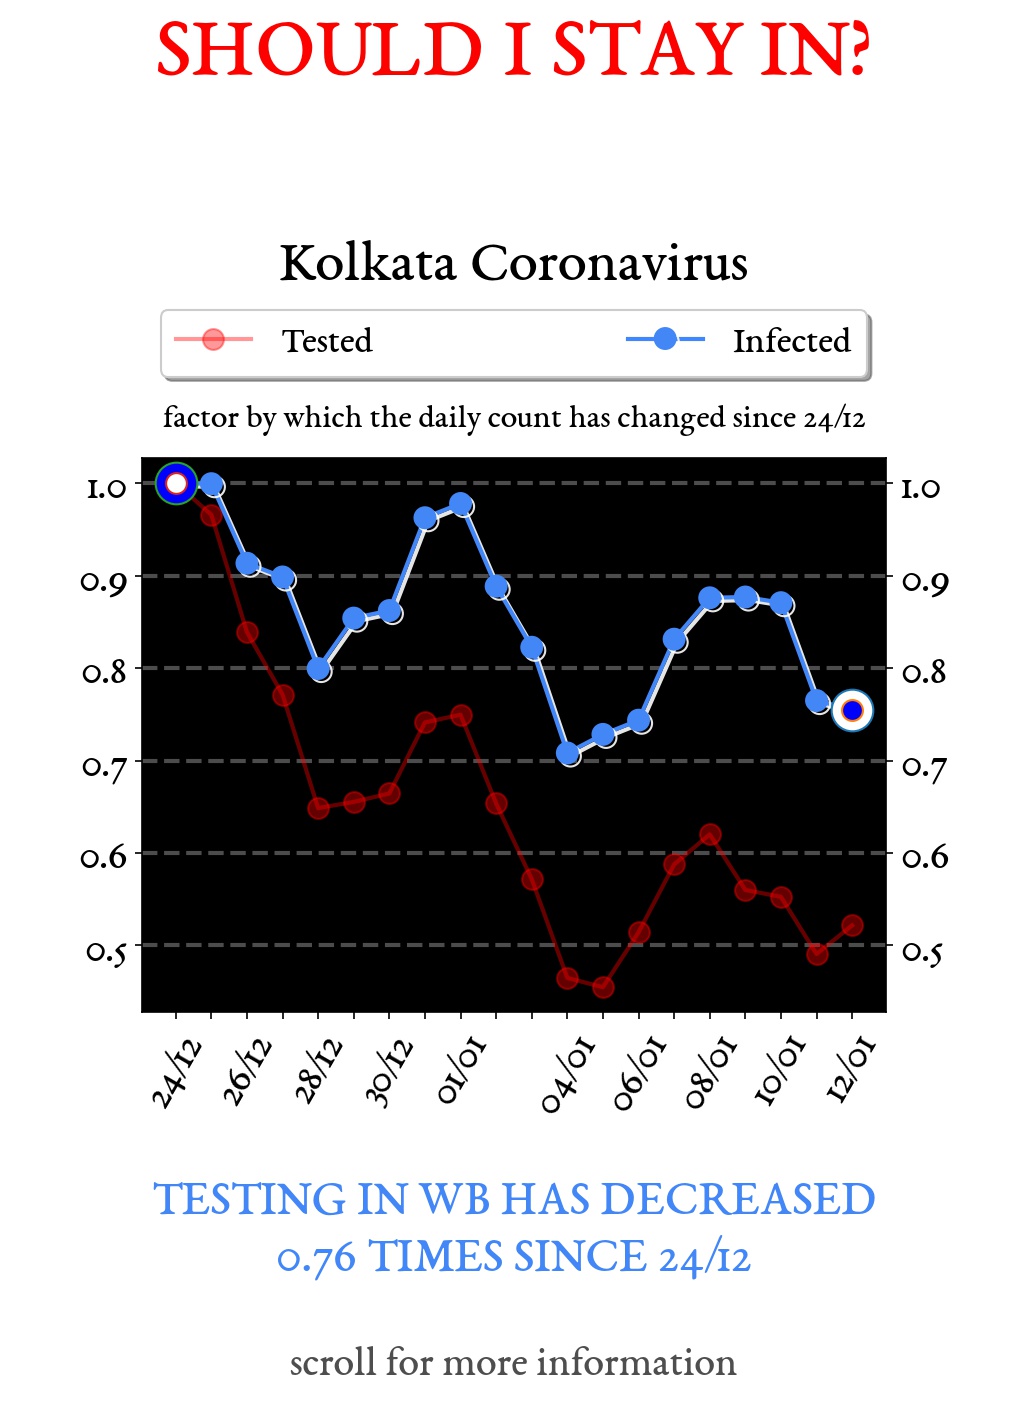 SHOULD I STAY IN?
Kolkata Coronavirus
Tested Infected
factor by which the daily count has changed since 24/12
1.0 1.0
0.9 0.9
0.8 0.8
0.7 0.7
0.6 0.6
0.5 0.5
24/12 26/12 28/12 30/12 01/01 04/01 06/01 08/01 10/01 12/01
TESTING IN WB HAS DECREASED
0.76 TIMES SINCE 24/12
scroll for more information